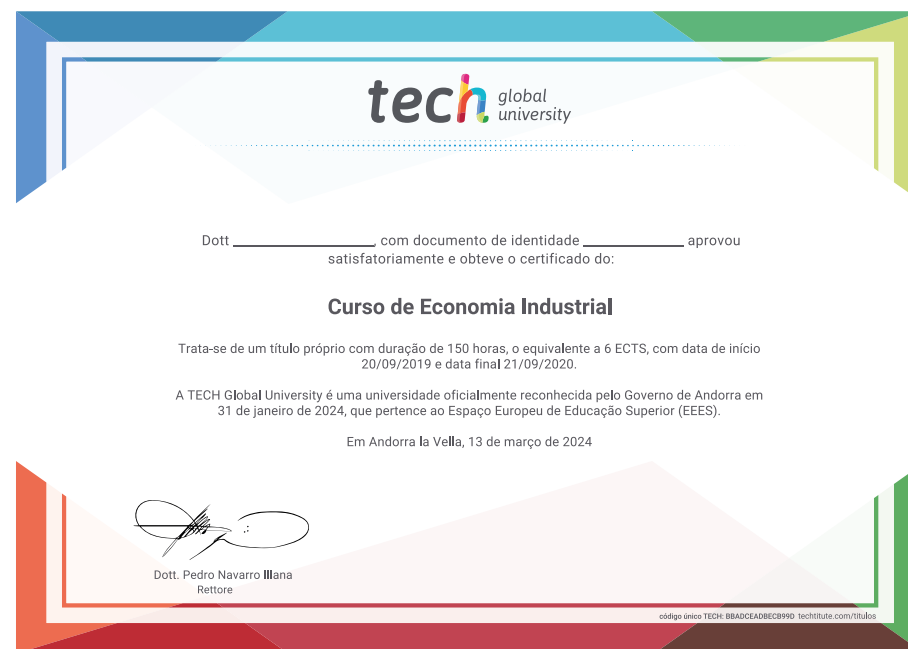 tech global university
Dott ____________________, com documento de identidade ______________ aprovou
satisfatoriamente e obteve o certificado do:
Curso de Economia Industrial
Trata-se de um título próprio com duração de 150 horas, o equivalente a 6 ECTS, com data de início
20/09/2019 e data final 21/09/2020.
A TECH Global University é uma universidade oficialmente reconhecida pelo Governo de Andorra em
31 de janeiro de 2024, que pertence ao Espaço Europeu de Educação Superior (EEES).
Em Andorra la Vella, 13 de março de 2024
Dott. Pedro Navarro Illana
Rettore
código único TECH: BBADCEADBECB99D techtitute.com/titulos